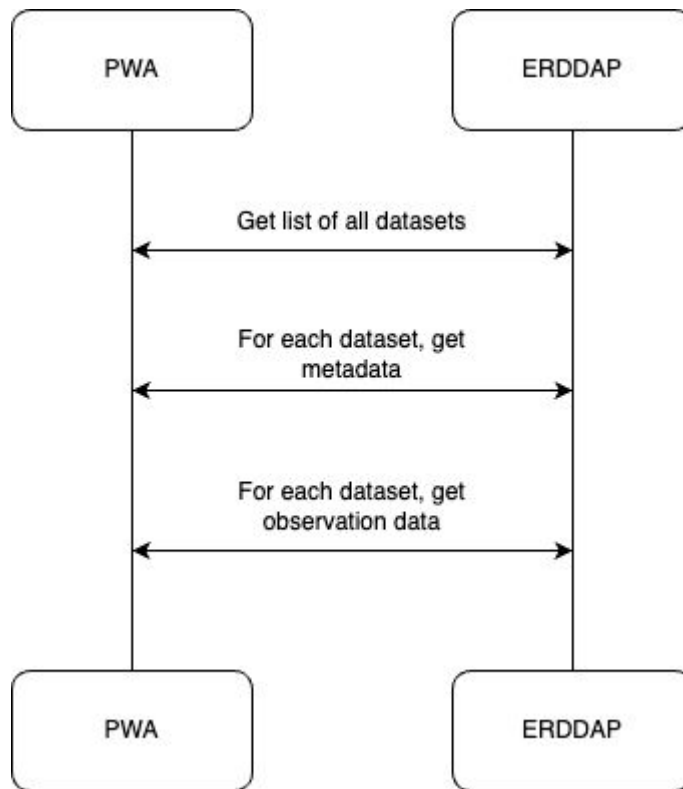 PWA
ERDDAP
Get list of all datasets
For each dataset, get
metadata
For each dataset, get
observation data
PWA
ERDDAP